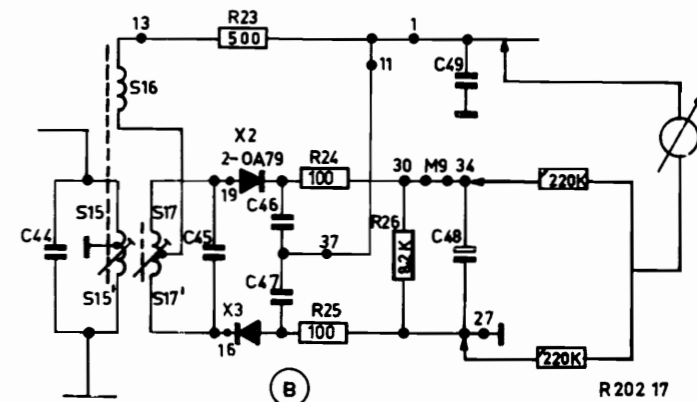 13 R23 500 1
11
C49
S16
X2
2-OA79
R24
100
30 M9 34
220K
19
S15 S17
C44 C45 C46
R26
8.2K
C48
37
C47
S15' S17'
X3
R25
100
27
16
220K
B
R202 17